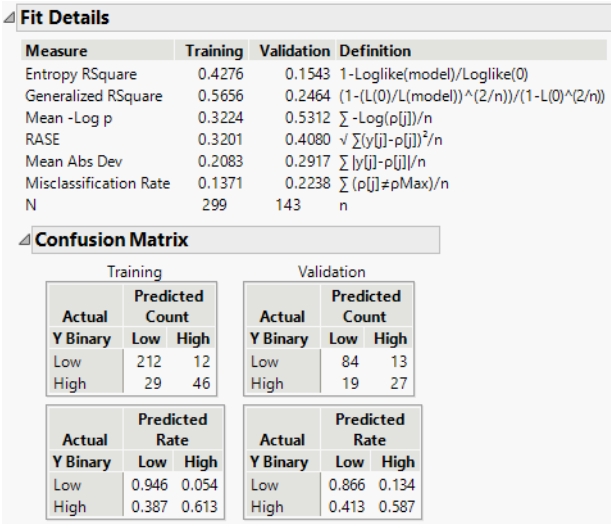 Fit Details
Measure Training Validation Definition
Entropy RSquare 0.4276 0.1543 1-Loglike(model)/Loglike(0)
Generalized RSquare 0.5656 0.2464 (1-(L(0)/L(model))^(2/n))/(1-L(0)^(2/n))
Mean -Log p 0.3224 0.5312 ∑ -Log(ρ[j])/n
RASE 0.3201 0.4080 √ ∑(y[j]-ρ[j])²/n
Mean Abs Dev 0.2083 0.2917 ∑ |y[j]-ρ[j]|/n
Misclassification Rate 0.1371 0.2238 ∑ (ρ[j]≠ρMax)/n
N 299 143 n
Confusion Matrix
Training Validation
Predicted Predicted
Actual Count Actual Count
Y Binary Low High Y Binary Low High
Low 212 12 Low 84 13
High 29 46 High 19 27
Predicted Predicted
Actual Rate Actual Rate
Y Binary Low High Y Binary Low High
Low 0.946 0.054 Low 0.866 0.134
High 0.387 0.613 High 0.413 0.587